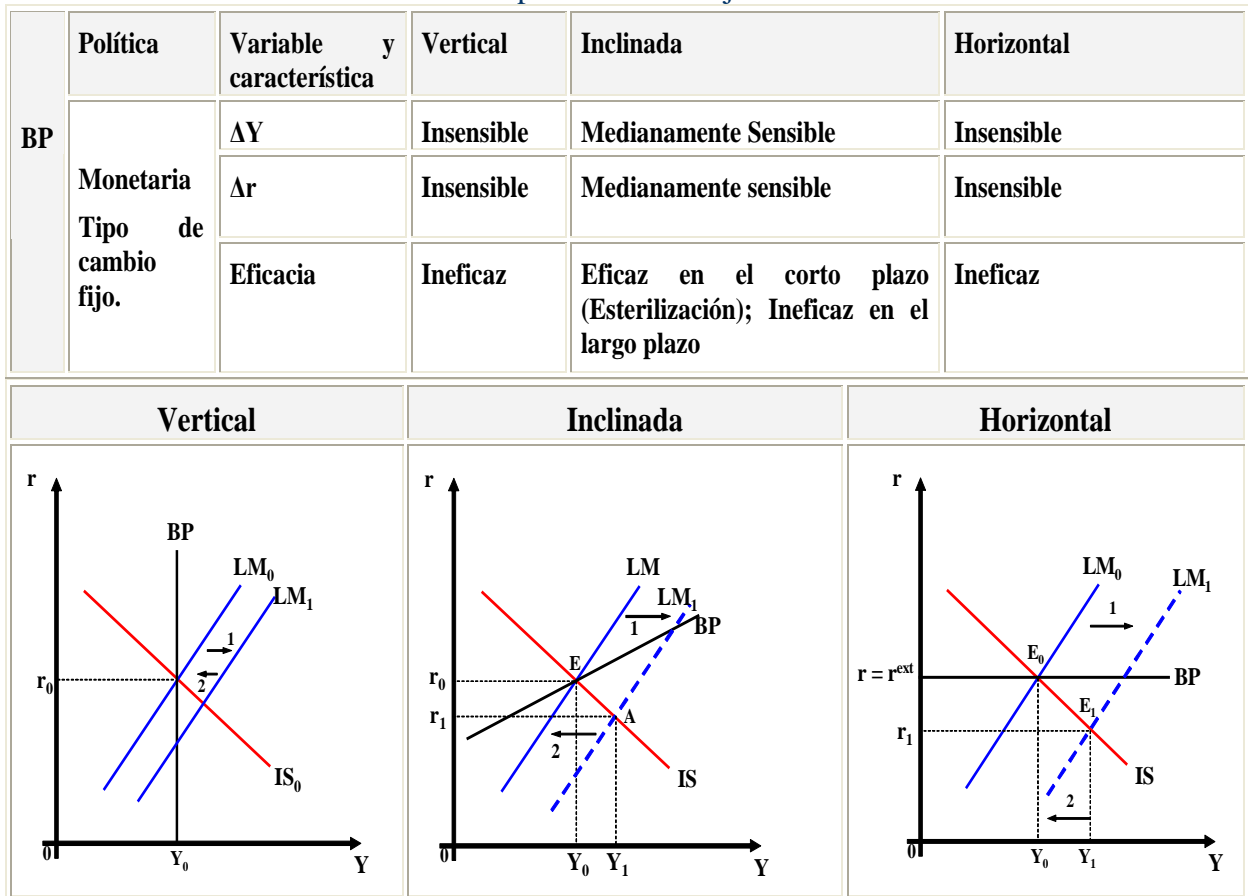 Política
Variable y
característica
Vertical
Inclinada
Horizontal
BP
Monetaria
Tipo de
cambio
fijo.
ΔY
Insensible
Medianamente Sensible
Insensible
Δr
Insensible
Medianamente sensible
Insensible
Eficacia
Ineficaz
Eficaz en el corto plazo
(Esterilización); Ineficaz en el
largo plazo
Ineficaz
Vertical
Inclinada
Horizontal
r
BP
LM₀
LM₁
1
2
r₀
IS₀
0
Y₀
Y
r
LM
LM₁
1
BP
E
r₀
r₁
A
2
IS
0
Y₀
Y₁
Y
r
LM₀
LM₁
1
E₀
r = rᵉˣᵗ
BP
E₁
r₁
IS
2
0
Y₀
Y₁
Y